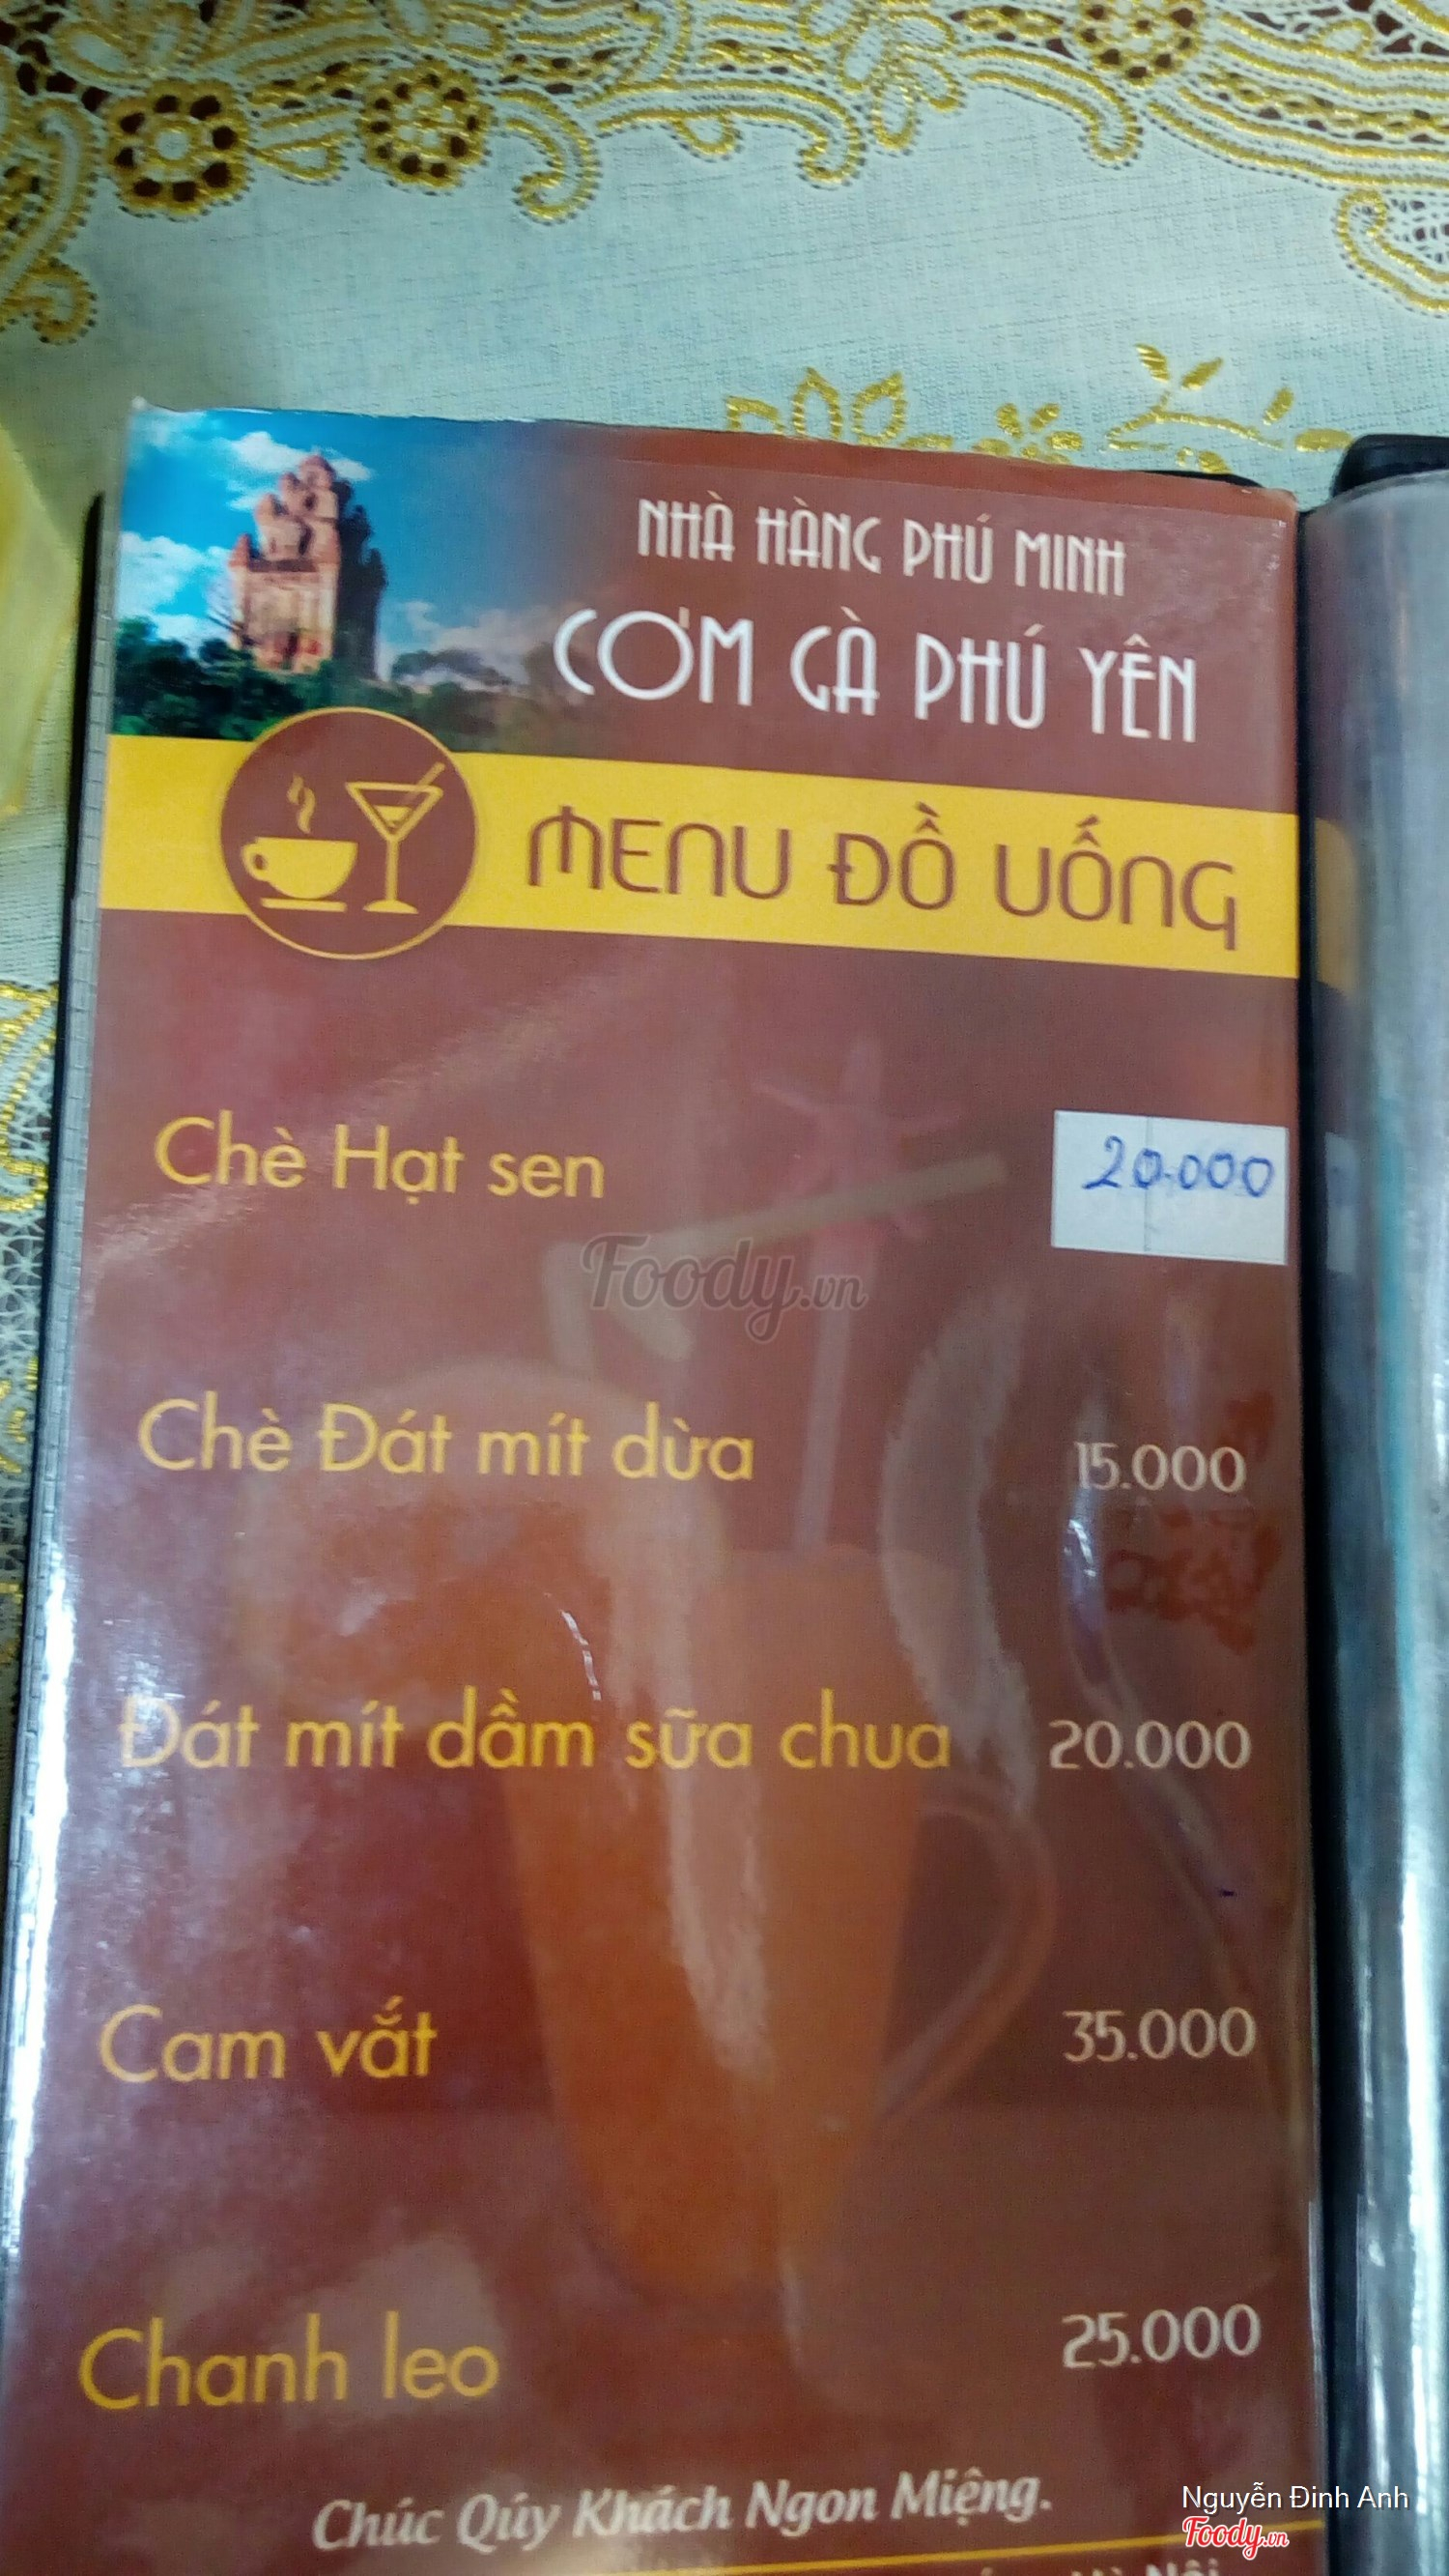 NHÀ HÀNG PHÚ MINH
CƠM GÀ PHÚ YÊN
MENU ĐỒ UỐNG
Chè Hạt sen 20.000
Foody.vn
Chè Đát mít dừa 15.000
Đát mít dầm sữa chua 20.000
Cam vắt 35.000
Chanh leo 25.000
Chúc Qúy Khách Ngon Miệng.
Nguyễn Đinh Anh
Foody.vn